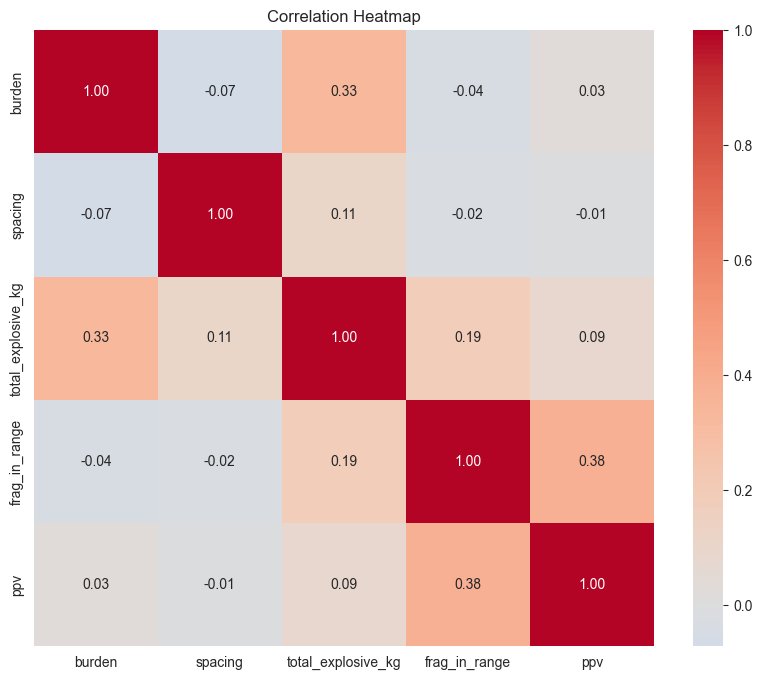 Correlation Heatmap
burden 1.00 -0.07 0.33 -0.04 0.03
spacing -0.07 1.00 0.11 -0.02 -0.01
total_explosive_kg 0.33 0.11 1.00 0.19 0.09
frag_in_range -0.04 -0.02 0.19 1.00 0.38
ppv 0.03 -0.01 0.09 0.38 1.00
burden spacing total_explosive_kg frag_in_range ppv
1.0
0.8
0.6
0.4
0.2
0.0